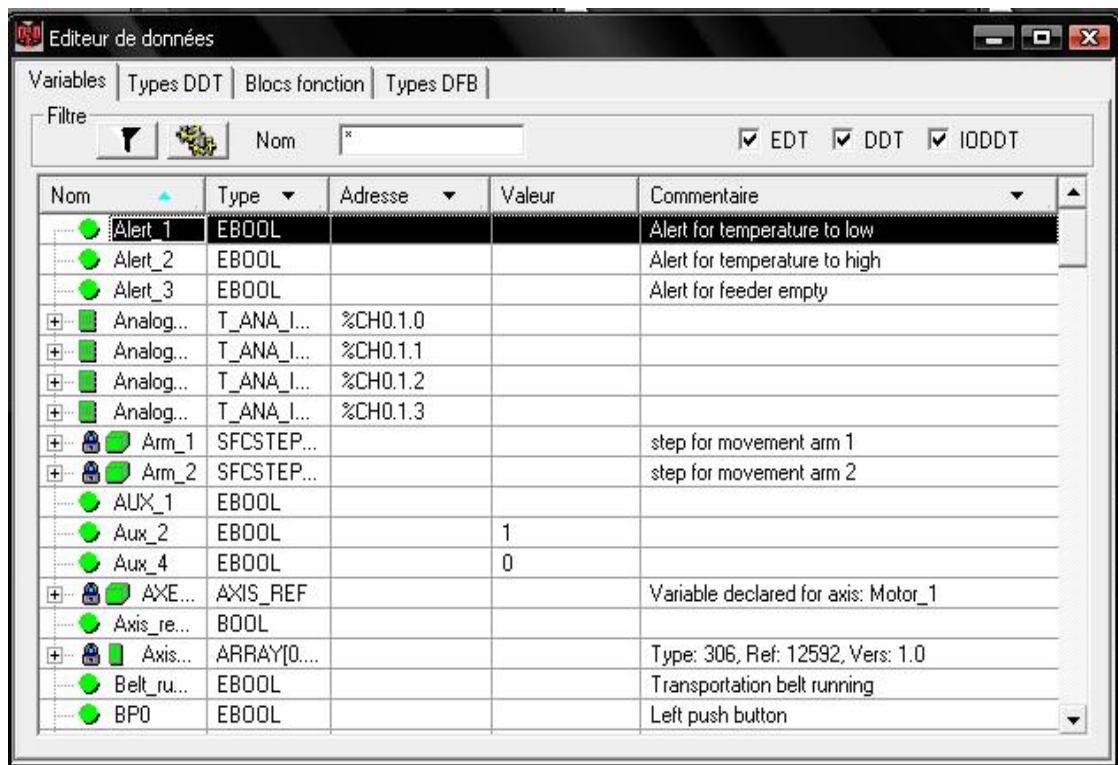 Editeur de données
Variables Types DDT Blocs fonction Types DFB
Filtre
Nom * EDT DDT IODDT
Nom Type Adresse Valeur Commentaire
Alert_1 EBOOL Alert for temperature to low
Alert_2 EBOOL Alert for temperature to high
Alert_3 EBOOL Alert for feeder empty
Analog... T_ANA_I... %CH0.1.0
Analog... T_ANA_I... %CH0.1.1
Analog... T_ANA_I... %CH0.1.2
Analog... T_ANA_I... %CH0.1.3
Arm_1 SFCSTEP... step for movement arm 1
Arm_2 SFCSTEP... step for movement arm 2
AUX_1 EBOOL
Aux_2 EBOOL 1
Aux_4 EBOOL 0
AXE... AXIS_REF Variable declared for axis: Motor_1
Axis_re... BOOL
Axis... ARRAY[0.... Type: 306, Ref: 12592, Vers: 1.0
Belt_ru... EBOOL Transportation belt running
BP0 EBOOL Left push button